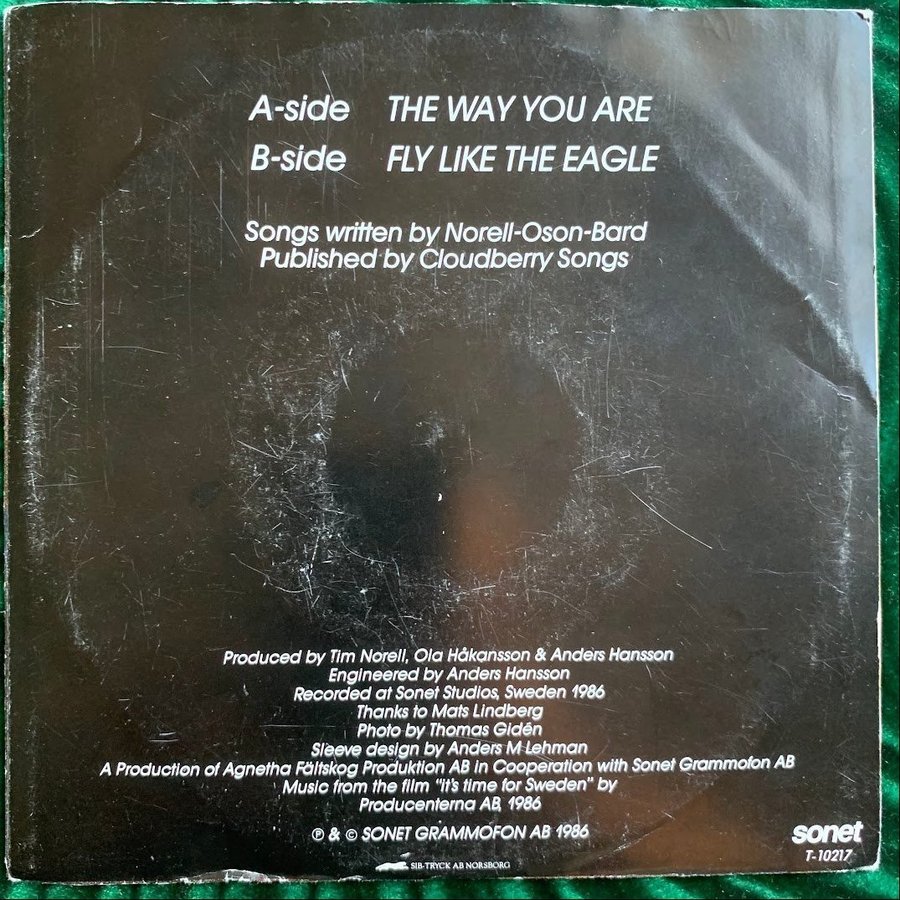 A-side THE WAY YOU ARE
B-side FLY LIKE THE EAGLE
Songs written by Norell-Oson-Bard
Published by Cloudberry Songs
Produced by Tim Norell, Ola Håkansson & Anders Hansson
Engineered by Anders Hansson
Recorded at Sonet Studios, Sweden 1986
Thanks to Mats Lindberg
Photo by Thomas Gidén
Sleeve design by Anders M Lehman
A Production of Agnetha Fältskog Produktion AB in Cooperation with Sonet Grammofon AB
Music from the film "it's time for Sweden" by
Producenterna AB, 1986
℗ & © SONET GRAMMOFON AB 1986
sonet
T-10217
SIB-TRYCK AB NORSBORG